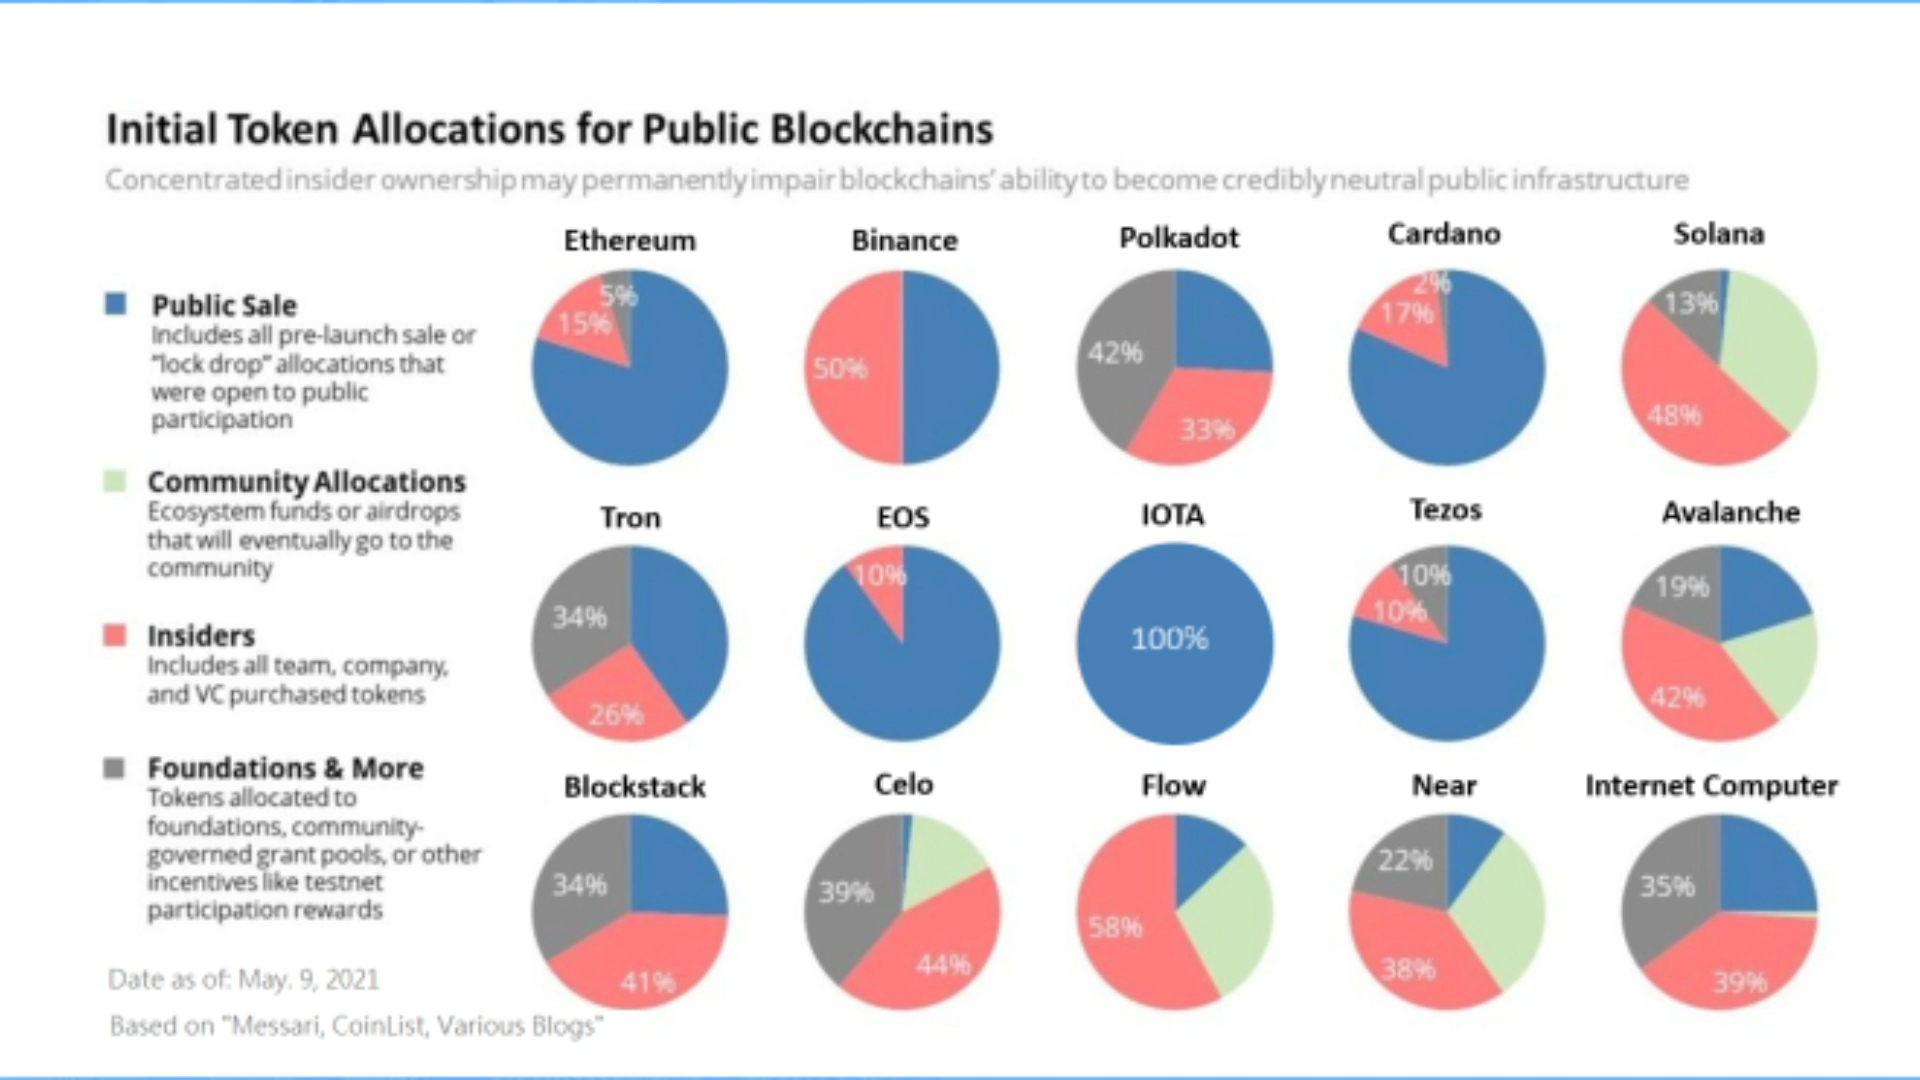 Initial Token Allocations for Public Blockchains
Concentrated insider ownership may permanently impair blockchains' ability to become credibly neutral public infrastructure
Public Sale
Includes all pre-launch sale or
"lock drop" allocations that
were open to public
participation
Community Allocations
Ecosystem funds or airdrops
that will eventually go to the
community
Insiders
Includes all team, company,
and VC purchased tokens
Foundations & More
Tokens allocated to
foundations, community-
governed grant pools, or other
incentives like testnet
participation rewards
Date as of: May. 9, 2021
Based on "Messari, CoinList, Various Blogs"
Ethereum
5%
15%
Binance
50%
Polkadot
42%
33%
Cardano
2%
17%
Solana
13%
48%
Tron
34%
26%
EOS
10%
IOTA
100%
Tezos
10%
10%
Avalanche
19%
42%
Blockstack
34%
41%
Celo
39%
44%
Flow
58%
Near
22%
38%
Internet Computer
35%
39%